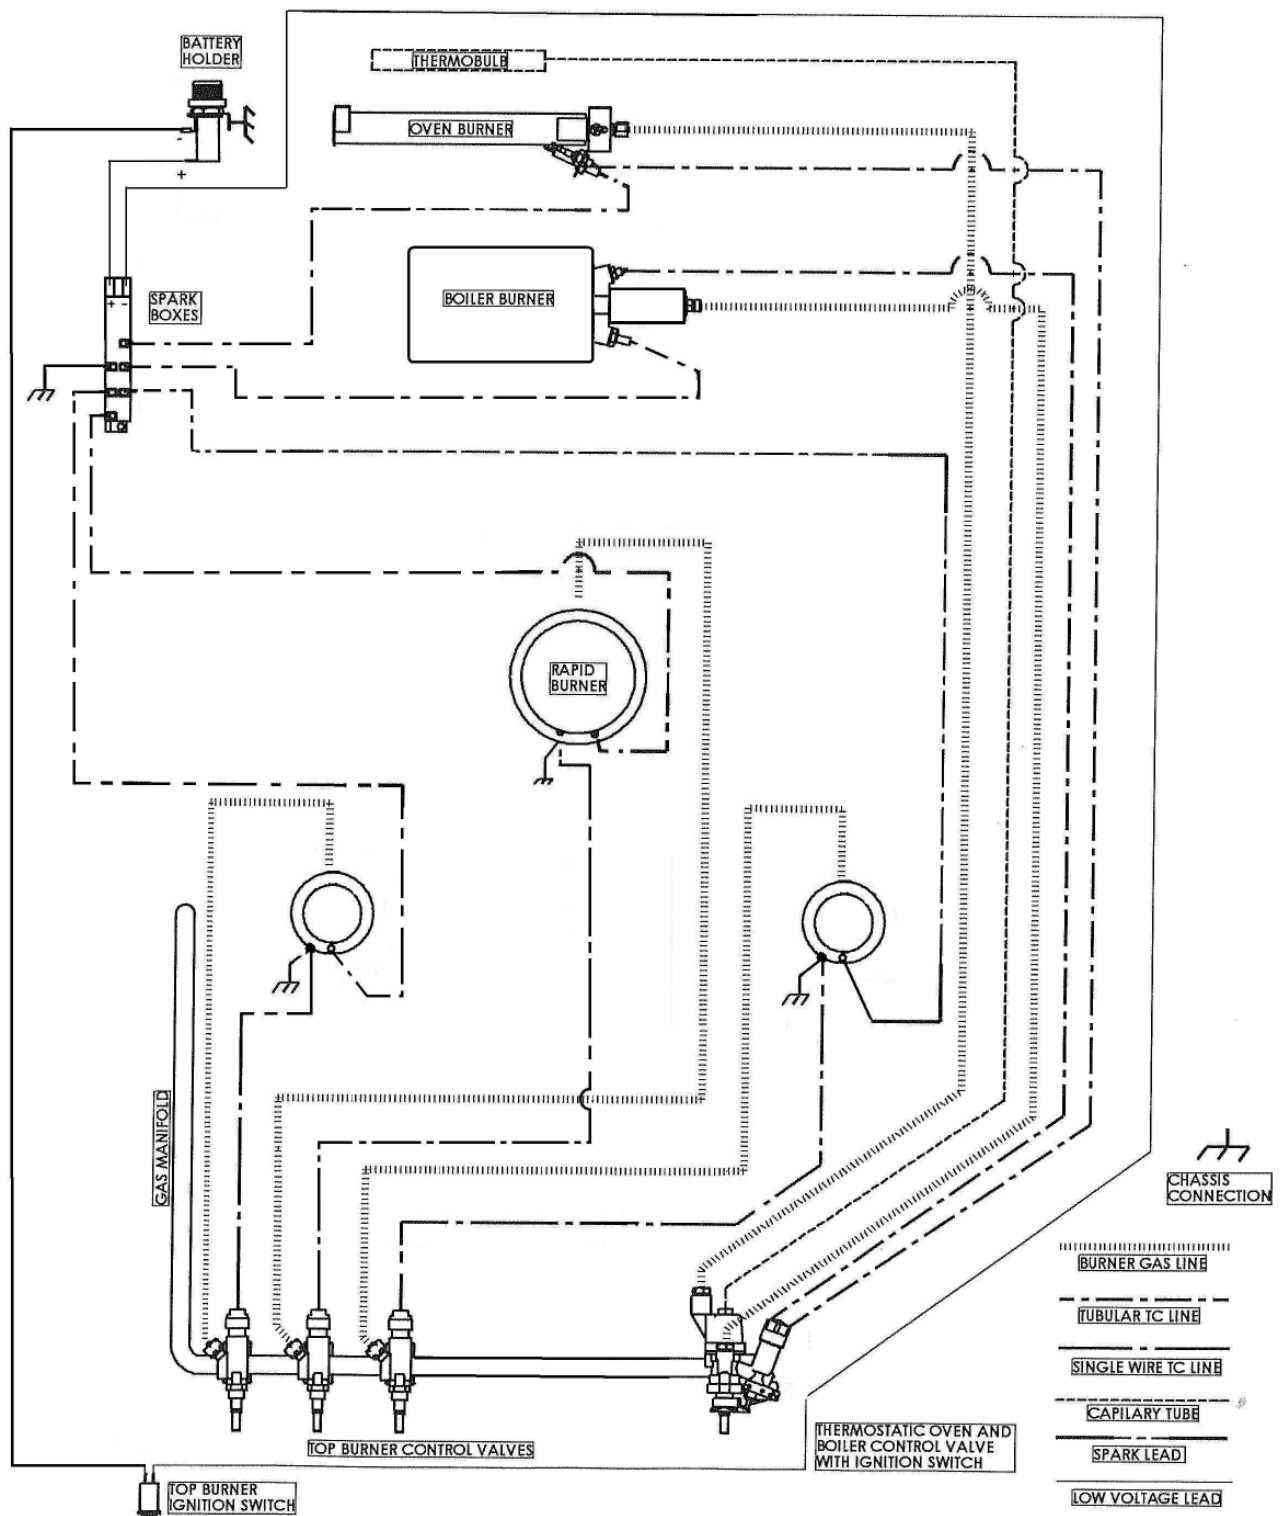 BATTERY
HOLDER
THERMOBULB
OVEN BURNER
-
+
BOILER BURNER
SPARK
BOXES
+ -
RAPID
BURNER
GAS MANIFOLD
CHASSIS
CONNECTION
BURNER GAS LINE
TUBULAR TC LINE
SINGLE WIRE TC LINE
CAPILARY TUBE
SPARK LEAD
LOW VOLTAGE LEAD
THERMOSTATIC OVEN AND
BOILER CONTROL VALVE
WITH IGNITION SWITCH
TOP BURNER CONTROL VALVES
TOP BURNER
IGNITION SWITCH